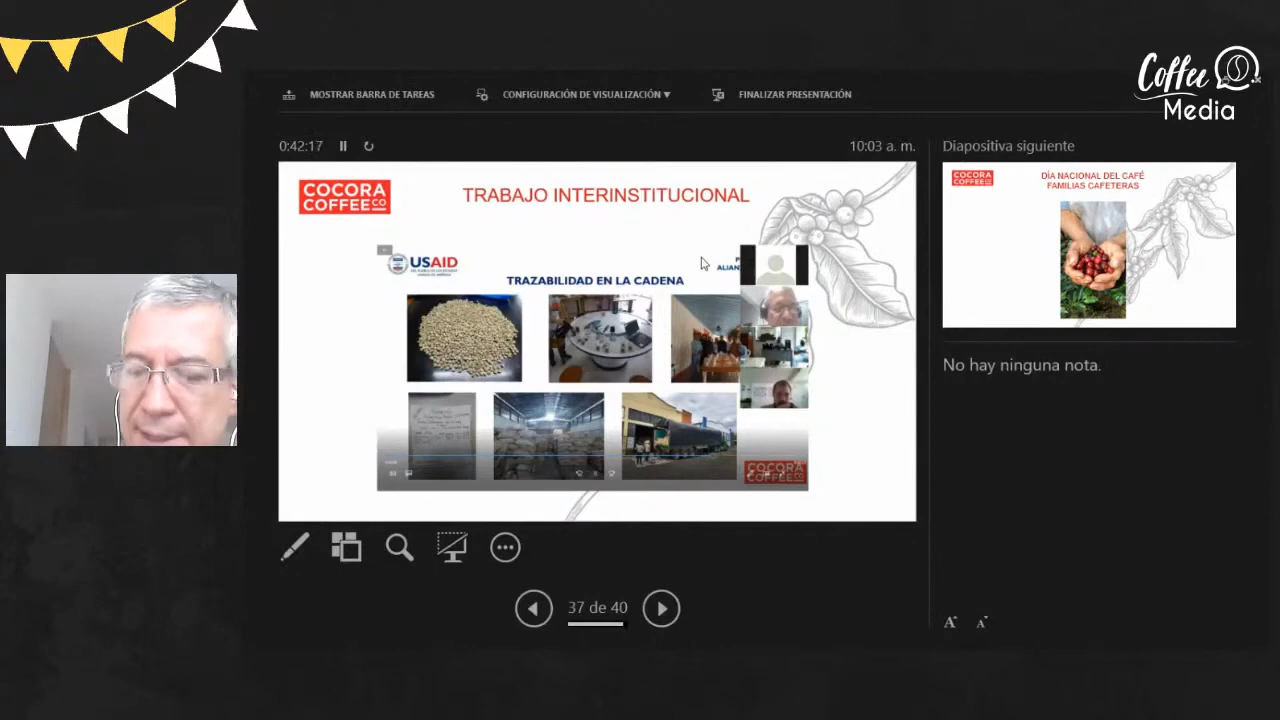 Coffee
Media
MOSTRAR BARRA DE TAREAS
CONFIGURACIÓN DE VISUALIZACIÓN ▼
FINALIZAR PRESENTACIÓN
0:42:17
10:03 a. m.
COCORA
COFFEE CO
TRABAJO INTERINSTITUCIONAL
USAID
TRAZABILIDAD EN LA CADENA
COCORA
COFFEE
37 de 40
Diapositiva siguiente
COCORA
COFFEE CO
DÍA NACIONAL DEL CAFÉ
FAMILIAS CAFETERAS
No hay ninguna nota.
A A